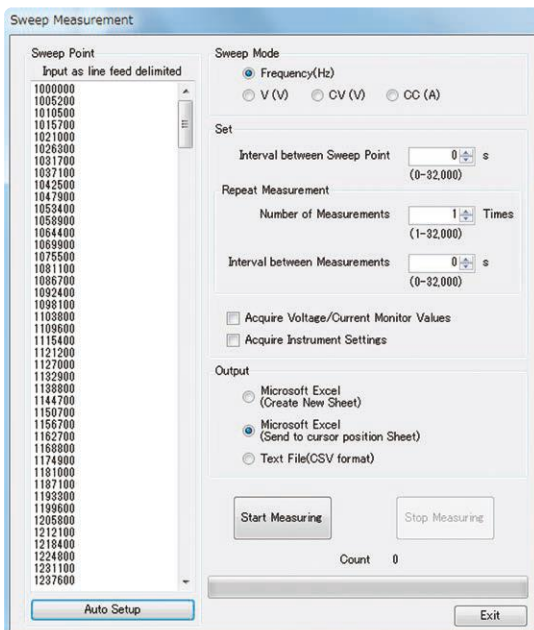 Sweep Measurement
Sweep Point
Input as line feed delimited
1000000
1005200
1010500
1015700
1021000
1026300
1031700
1037100
1042500
1047900
1053400
1058900
1064400
1069900
1075500
1081100
1086700
1092400
1098100
1103800
1109600
1115400
1121200
1127000
1132900
1138800
1144700
1150700
1156700
1162700
1168800
1174900
1181000
1187100
1193300
1199600
1205800
1212100
1218400
1224800
1231100
1237600
Auto Setup
Sweep Mode
Frequency(Hz)
V (V) CV (V) CC (A)
Set
Interval between Sweep Point 0 s
(0-32,000)
Repeat Measurement
Number of Measurements 1 Times
(1-32,000)
Interval between Measurements 0 s
(0-32,000)
Acquire Voltage/Current Monitor Values
Acquire Instrument Settings
Output
Microsoft Excel
(Create New Sheet)
Microsoft Excel
(Send to cursor position Sheet)
Text File(CSV format)
Start Measuring Stop Measuring
Count 0
Exit